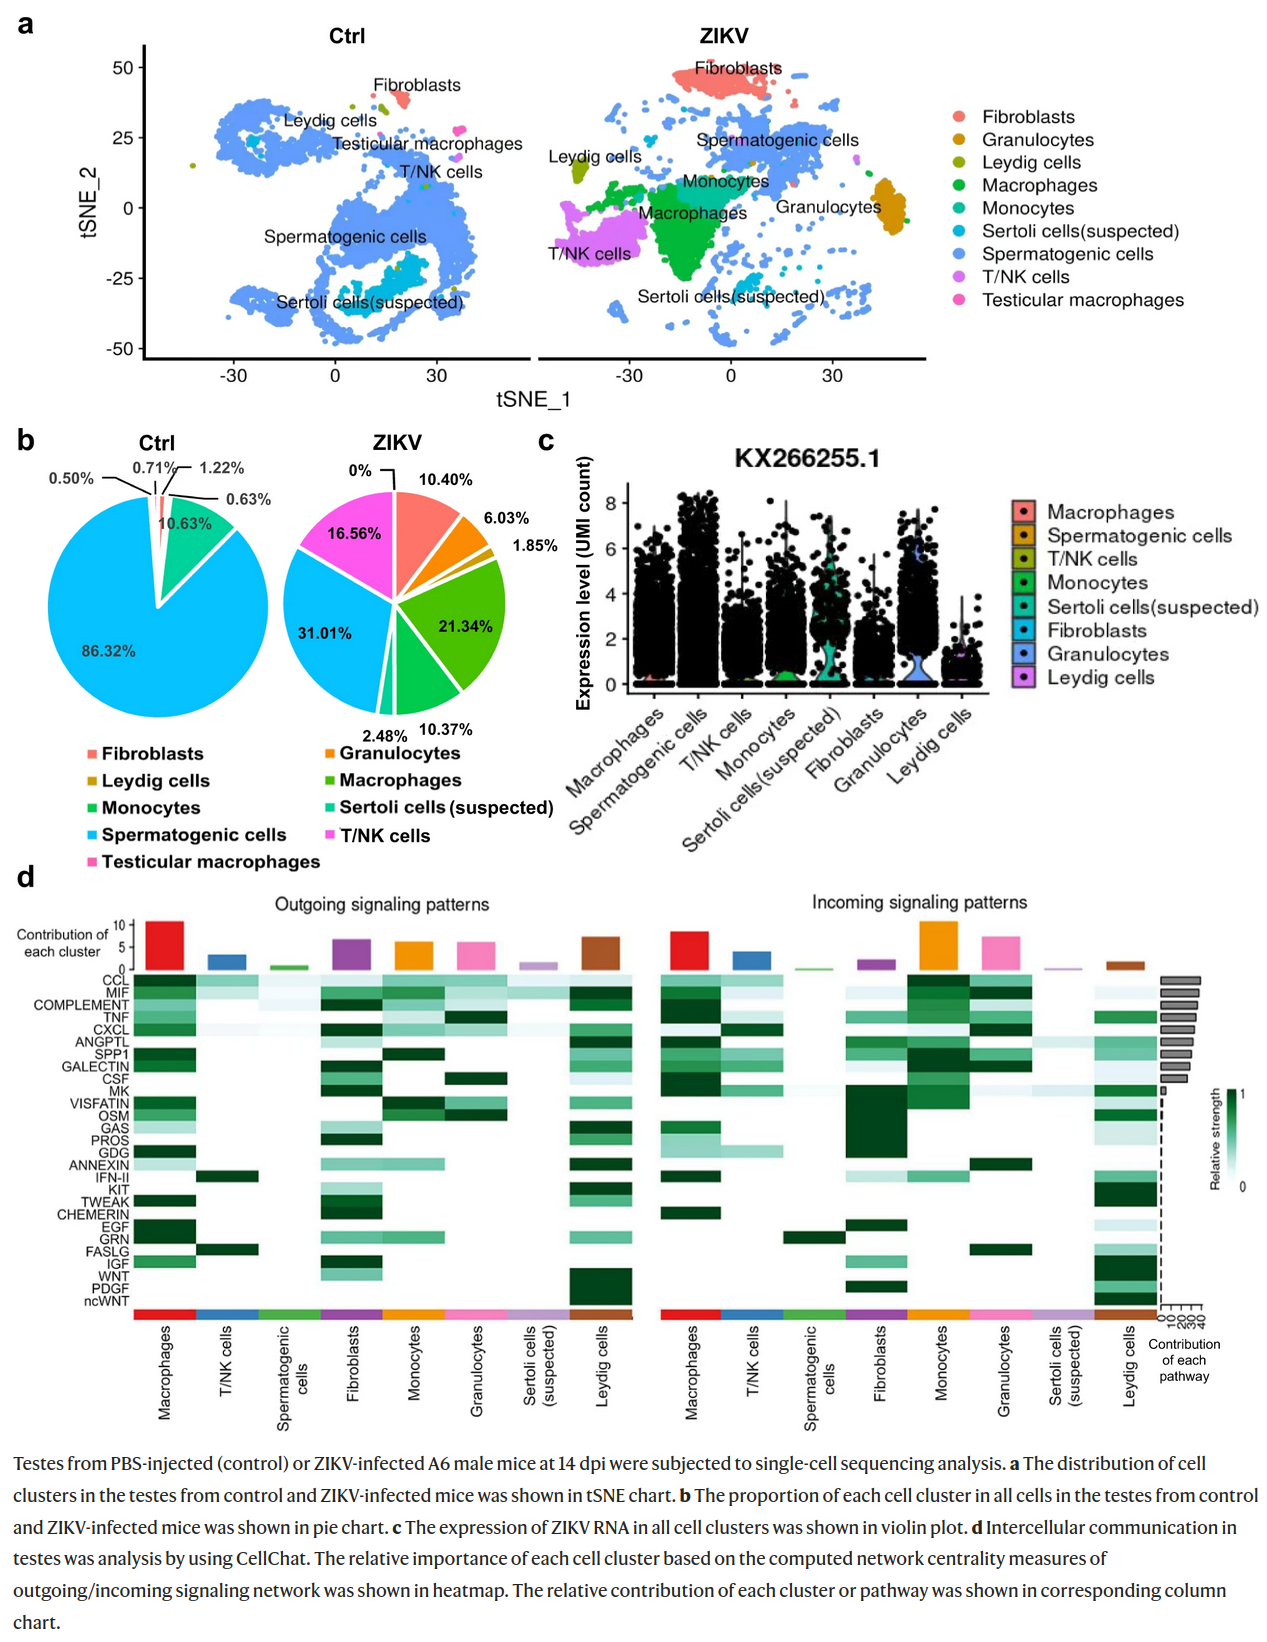 a
Ctrl
ZIKV
50
25
0
-25
-50
tSNE_2
Fibroblasts
Leydig cells
Testicular macrophages
T/NK cells
Spermatogenic cells
Sertoli cells(suspected)
-30
0
30
Fibroblasts
Spermatogenic cells
Leydig cells
Monocytes
Macrophages
Granulocytes
T/NK cells
Sertoli cells(suspected)
-30
0
30
tSNE_1
Fibroblasts
Granulocytes
Leydig cells
Macrophages
Monocytes
Sertoli cells(suspected)
Spermatogenic cells
T/NK cells
Testicular macrophages
b
Ctrl
0.50%
0.71%
1.22%
0.63%
10.63%
86.32%
ZIKV
0%
10.40%
6.03%
1.85%
21.34%
10.37%
2.48%
31.01%
16.56%
Fibroblasts
Granulocytes
Leydig cells
Macrophages
Monocytes
Sertoli cells (suspected)
Spermatogenic cells
T/NK cells
Testicular macrophages
c
KX266255.1
Expression level (UMI count)
8
6
4
2
0
Macrophages
Spermatogenic cells
T/NK cells
Monocytes
Sertoli cells(suspected)
Fibroblasts
Granulocytes
Leydig cells
Macrophages
Spermatogenic cells
T/NK cells
Monocytes
Sertoli cells(suspected)
Fibroblasts
Granulocytes
Leydig cells
d
Outgoing signaling patterns
Incoming signaling patterns
Contribution of
each cluster
10
5
0
CCL
MIF
COMPLEMENT
TNF
CXCL
ANGPTL
SPP1
GALECTIN
CSF
MK
VISFATIN
OSM
GAS
PROS
GDG
ANNEXIN
IFN-II
KIT
TWEAK
CHEMERIN
EGF
GRN
FASLG
IGF
WNT
PDGF
ncWNT
Macrophages
T/NK cells
Spermatogenic
cells
Fibroblasts
Monocytes
Granulocytes
Sertoli cells
(suspected)
Leydig cells
Macrophages
T/NK cells
Spermatogenic
cells
Fibroblasts
Monocytes
Granulocytes
Sertoli cells
(suspected)
Leydig cells
0
10
20
30
40
Contribution
of each
pathway
Relative strength
1
0
Testes from PBS-injected (control) or ZIKV-infected A6 male mice at 14 dpi were subjected to single-cell sequencing analysis. a The distribution of cell
clusters in the testes from control and ZIKV-infected mice was shown in tSNE chart. b The proportion of each cell cluster in all cells in the testes from control
and ZIKV-infected mice was shown in pie chart. c The expression of ZIKV RNA in all cell clusters was shown in violin plot. d Intercellular communication in
testes was analysis by using CellChat. The relative importance of each cell cluster based on the computed network centrality measures of
outgoing/incoming signaling network was shown in heatmap. The relative contribution of each cluster or pathway was shown in corresponding column
chart.